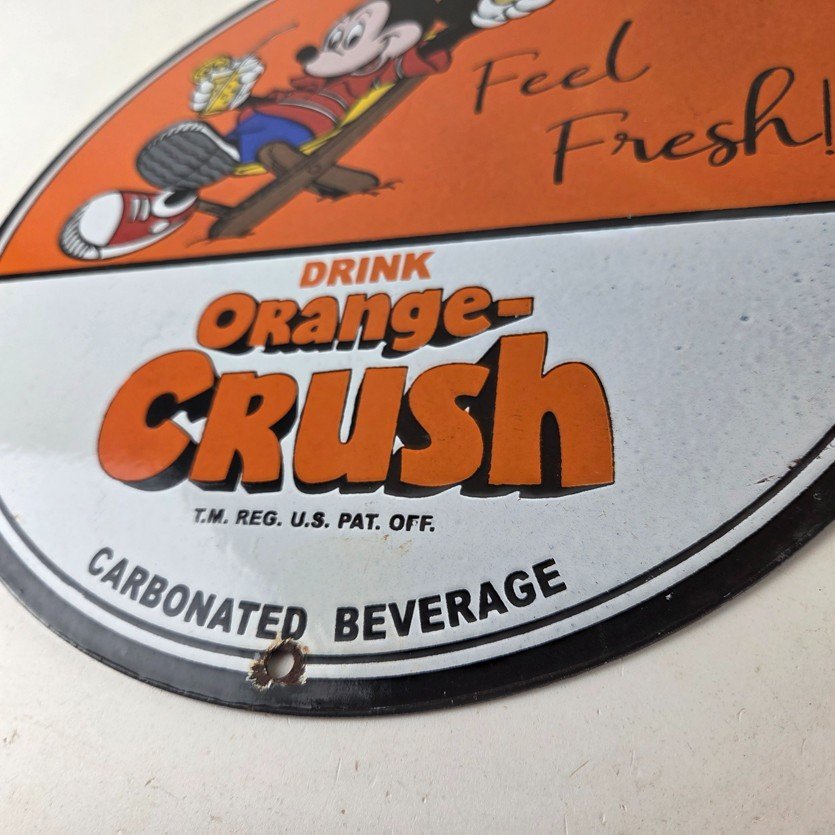 Feel
Fresh!
DRINK
ORange-
CRush
T.M. REG. U.S. PAT. OFF.
CARBONATED BEVERAGE